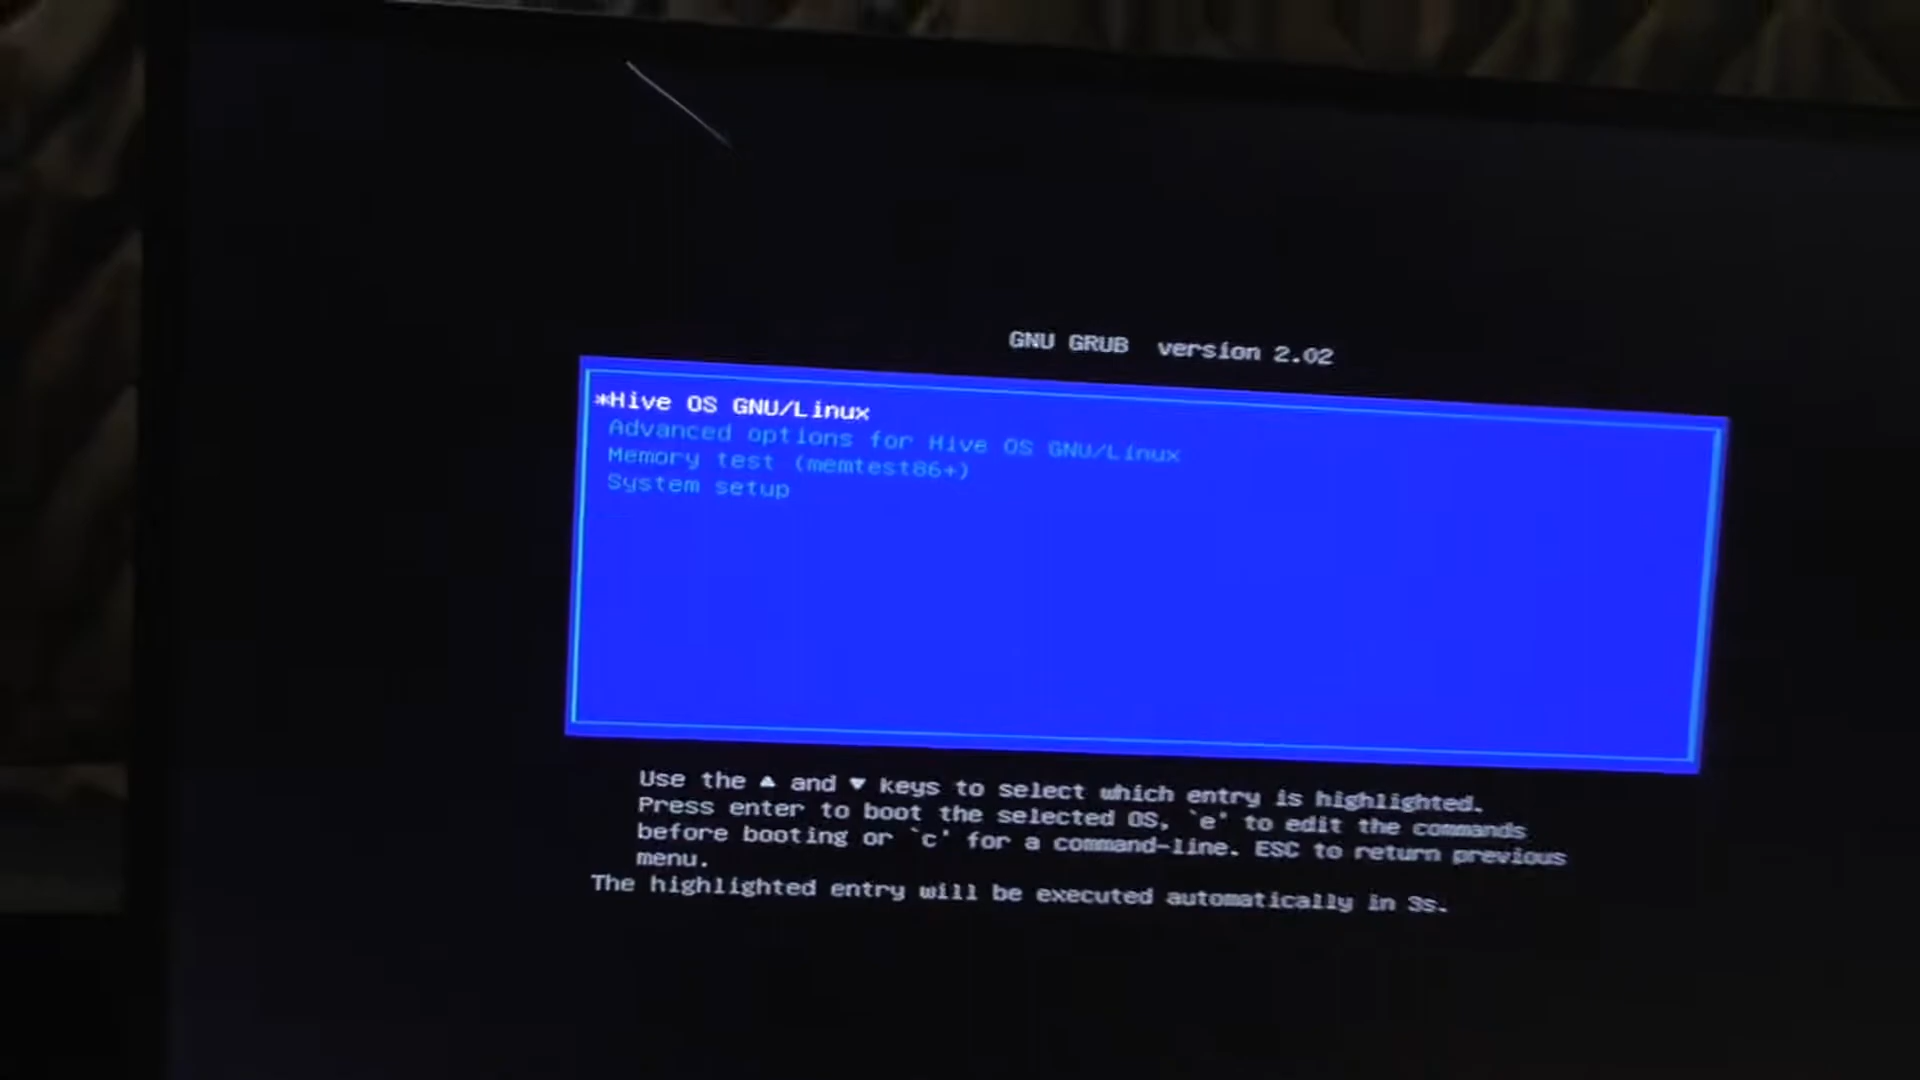 GNU GRUB version 2.02
*Hive OS GNU/Linux
Advanced options for Hive OS GNU/Linux
Memory test (memtest86+)
System setup
Use the ▲ and ▼ keys to select which entry is highlighted.
Press enter to boot the selected OS, `e' to edit the commands
before booting or `c' for a command-line. ESC to return previous
menu.
The highlighted entry will be executed automatically in 3s.